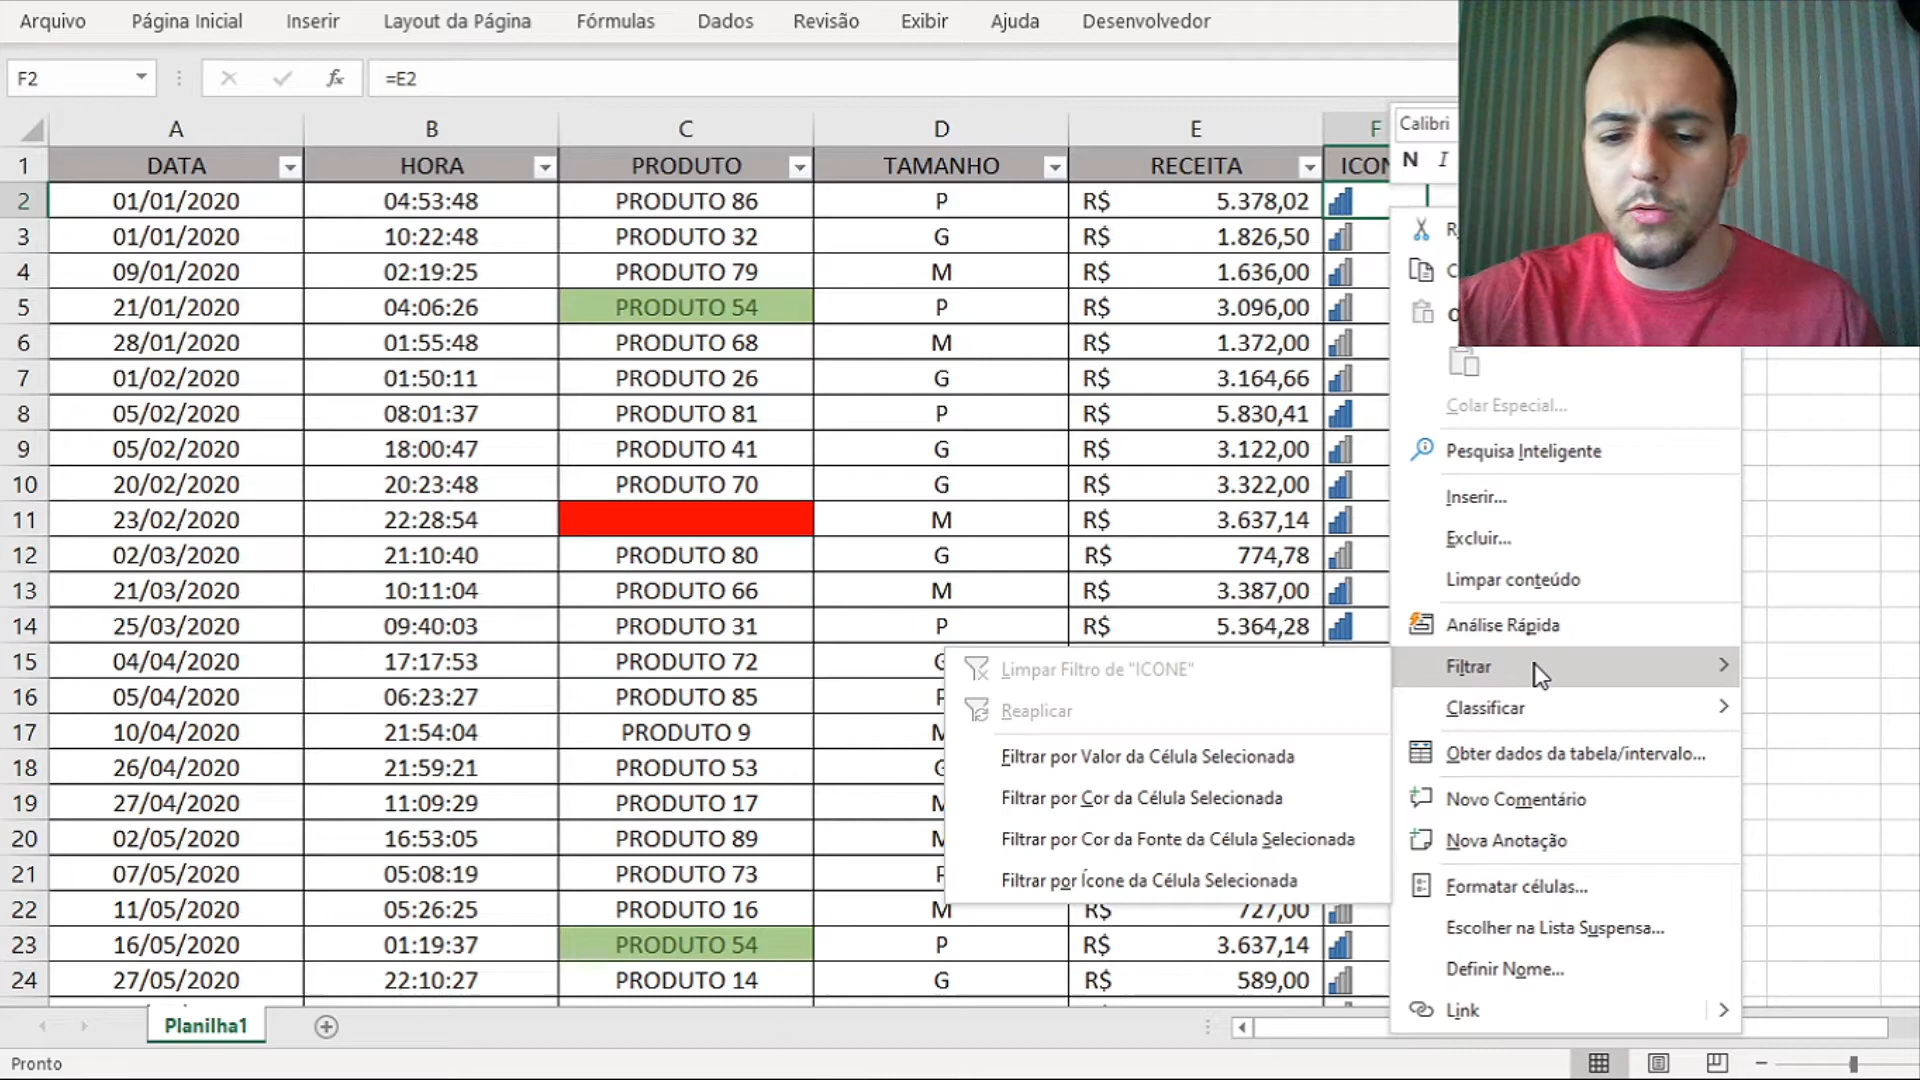 Arquivo Página Inicial Inserir Layout da Página Fórmulas Dados Revisão Exibir Ajuda Desenvolvedor
F2 fx =E2
Calibri
N I
A B C D E F
1 DATA HORA PRODUTO TAMANHO RECEITA ICON
2 01/01/2020 04:53:48 PRODUTO 86 P R$ 5.378,02
3 01/01/2020 10:22:48 PRODUTO 32 G R$ 1.826,50
4 09/01/2020 02:19:25 PRODUTO 79 M R$ 1.636,00
5 21/01/2020 04:06:26 PRODUTO 54 P R$ 3.096,00
6 28/01/2020 01:55:48 PRODUTO 68 M R$ 1.372,00
7 01/02/2020 01:50:11 PRODUTO 26 G R$ 3.164,66
8 05/02/2020 08:01:37 PRODUTO 81 P R$ 5.830,41
9 05/02/2020 18:00:47 PRODUTO 41 G R$ 3.122,00
10 20/02/2020 20:23:48 PRODUTO 70 G R$ 3.322,00
11 23/02/2020 22:28:54 M R$ 3.637,14
12 02/03/2020 21:10:40 PRODUTO 80 G R$ 774,78
13 21/03/2020 10:11:04 PRODUTO 66 M R$ 3.387,00
14 25/03/2020 09:40:03 PRODUTO 31 P R$ 5.364,28
15 04/04/2020 17:17:53 PRODUTO 72
16 05/04/2020 06:23:27 PRODUTO 85
17 10/04/2020 21:54:04 PRODUTO 9
18 26/04/2020 21:59:21 PRODUTO 53
19 27/04/2020 11:09:29 PRODUTO 17
20 02/05/2020 16:53:05 PRODUTO 89
21 07/05/2020 05:08:19 PRODUTO 73
22 11/05/2020 05:26:25 PRODUTO 16 M R$ 727,00
23 16/05/2020 01:19:37 PRODUTO 54 P R$ 3.637,14
24 27/05/2020 22:10:27 PRODUTO 14 G R$ 589,00
Limpar Filtro de "ICONE"
Reaplicar
Filtrar por Valor da Célula Selecionada
Filtrar por Cor da Célula Selecionada
Filtrar por Cor da Fonte da Célula Selecionada
Filtrar por Ícone da Célula Selecionada
Colar Especial...
Pesquisa Inteligente
Inserir...
Excluir...
Limpar conteúdo
Análise Rápida
Filtrar
Classificar
Obter dados da tabela/intervalo...
Novo Comentário
Nova Anotação
Formatar células...
Escolher na Lista Suspensa...
Definir Nome...
Link
Planilha1
Pronto